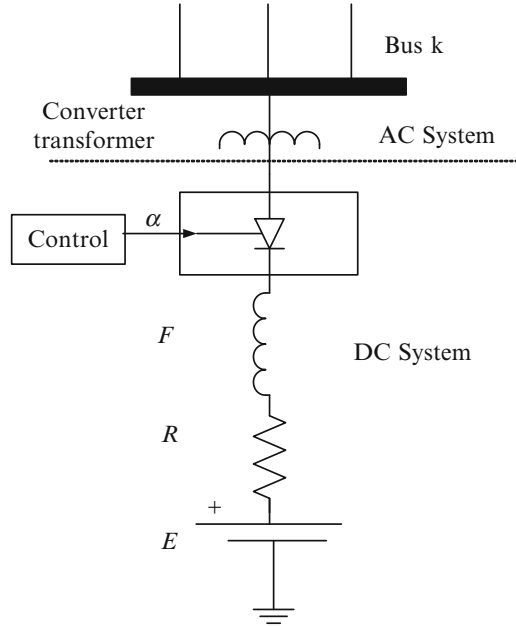 Bus k
Converter
transformer
AC System
α
Control
F
DC System
R
+
E